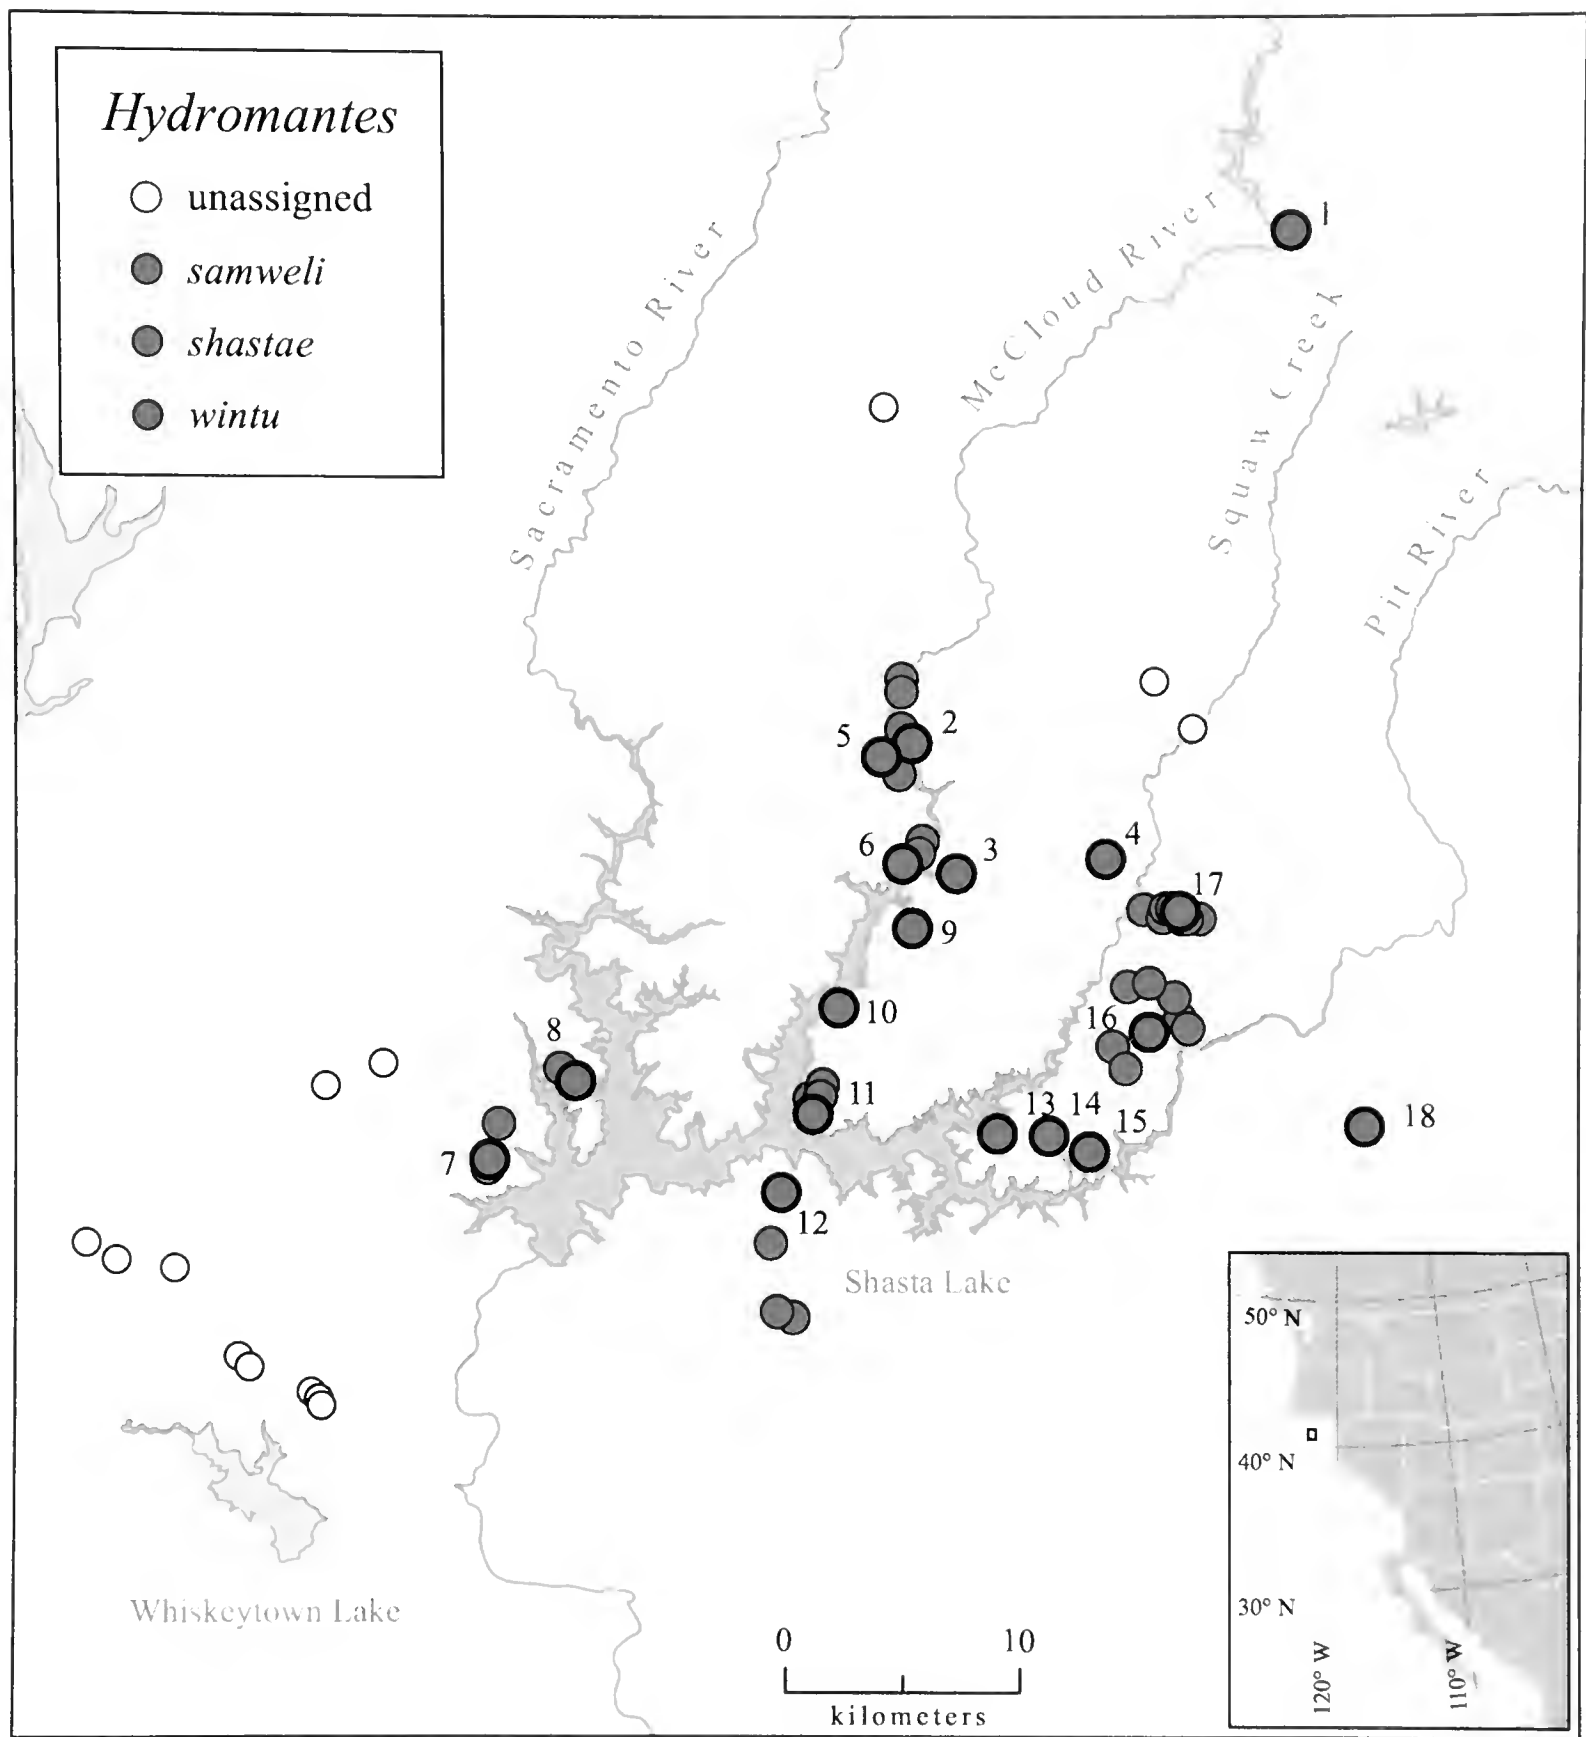 Hydromantes
unassigned
samweli
shastae
wintu
Sacramento River
McCloud River
Squaw Creek
Pit River
1
2
5
3
4
6
17
9
10
16
8
11
13
14
15
18
7
12
Shasta Lake
Whiskeytown Lake
0
10
kilometers
50° N
40° N
30° N
120° W
110° W